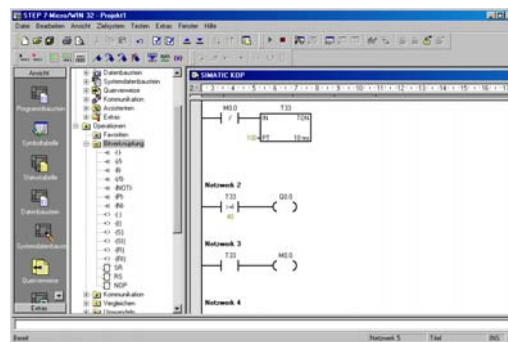 STEP 7-Micro/WIN 32 - Projekt1
Datei Bearbeiten Ansicht Zielsystem Testen Extras Fenster Hilfe
Ansicht
Programmbaustein
Symboltabelle
Statustabelle
Datenbaustein
Systemdatenbaust
Querverweise
Extras
Datenbaustein
Systemdatenbaustein
Querverweise
Kommunikation
Assistenten
Extras
Operationen
Favoriten
Bitverknüpfung
SR
RS
NOP
Kommunikation
Vergleichen
Umwandeln
SIMATIC KOP
M0.0 T33
IN TON
100 PT 10 ms
Netzwerk 2
T33 Q0.0
>=I
40
Netzwerk 3
T33 M0.0
Netzwerk 4
Bereit
Netzwerk 5
INS